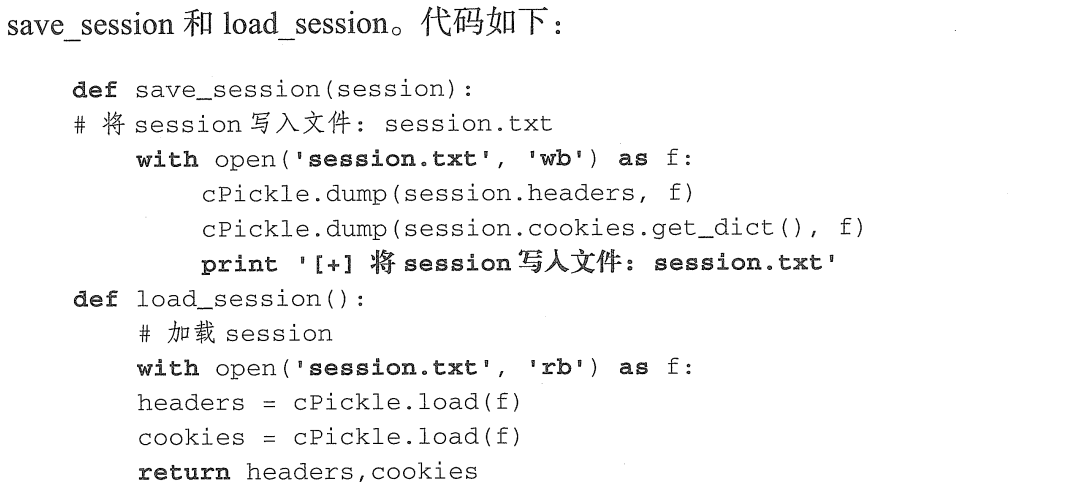 save_session 和 load_session。代码如下：
def save_session(session):
# 将 session 写入文件: session.txt
with open('session.txt', 'wb') as f:
cPickle.dump(session.headers, f)
cPickle.dump(session.cookies.get_dict(), f)
print '[+] 将 session 写入文件: session.txt'
def load_session():
# 加载 session
with open('session.txt', 'rb') as f:
headers = cPickle.load(f)
cookies = cPickle.load(f)
return headers,cookies